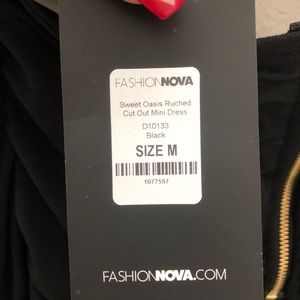 FASHIONNOVA
Sweet Oasis Ruched
Cut Out Mini Dress
D10133
Black
SIZE M
1077557
FASHIONNOVA.COM